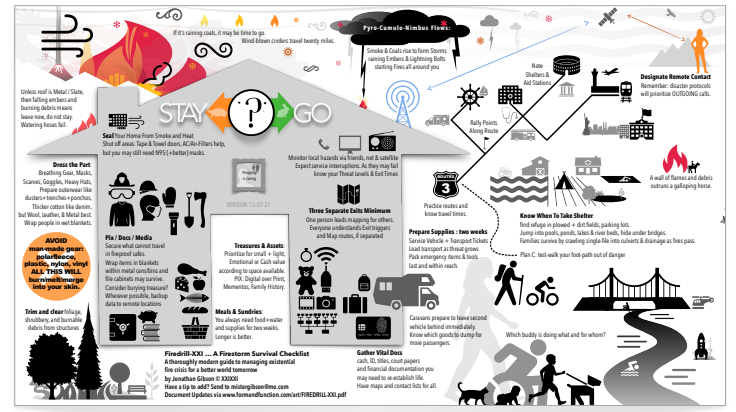 If it's raining coals, it may be time to go.
Wind-blown cinders travel twenty miles.
Pyro-Cumulo-Nimbus Flows:
Smoke & Coals rise to form Storms
raining Embers & Lightning Bolts
starting Fires all around you
Note
Shelters &
Aid Stations
Designate Remote Contact
Remember: disaster protocols
will prioritize OUTGOING calls.
Unless roof is Metal / Slate,
then falling embers and
burning debris means
leave now, do not stay.
Watering hoses fail.
STAY
?
GO
Seal Your Home From Smoke and Heat
Shut off areas. Tape & Towel doors, AC/Air-Filters help,
but you may still need №95 [+better] masks.
Monitor local hazards via friends, net & satellite
Expect service interuptions. As they may fail
know your Threat Levels & Exit Times
Rally Points
Along Route
A wall of flames and debris
outruns a galloping horse.
Dress the Part
Breathing Gear, Masks,
Scarves, Goggles, Heavy Hats,
Prepare outerwear like
dusters+trenches+ponchos,
Thicker cotton like denim,
but Wool, Leather, & Metal best.
Wrap people in wet blankets.
VERSION 15-07-21
ROUTES
3
Practice routes and
know travel times.
Three Separate Exits Minimum
One person leads mapping for others.
Everyone understands Exit triggers
and Map routes, if separated
Know When To Take Shelter:
find refuge in plowed + dirt fields, parking lots.
Jump into pools, ponds, lakes & river beds, hide under bridges.
Families survive by crawling single-file into culverts & drainage as fires pass.
Plan C: test-walk your foot-path out of danger
AVOID
man-made gear:
polarfleece,
plastic, nylon, vinyl
ALL THIS WILL
burn/melt/merge
into your skin.
Pix / Docs / Media
Secure what cannot travel
in fireproof safes.
Wrap items in blankets
within metal cans/bins and
file cabinets may survive.
Consider burying treasure?
Wherever possible, backup
data to remote locations
Treasures & Assets
Prioritize for small + light,
Emotional or Cash value
according to space available.
PIX: Digital over Print,
Mementos, Family History.
Prepare Supplies : two weeks
Service Vehicle + Transport Tickets
Load transport as threat grows
Pack emergency items & tools
last and within reach.
Trim and clear foliage,
shrubbery, and burnable
debris from structures
Meals & Sundries:
You always need food+water
and supplies for two weeks.
Longer is better.
Caravans prepare to leave second
vehicle behind immediately.
Know which goods to dump for
more passengers.
Which buddy is doing what and for whom?
Firedrill-XXI ... A Firestorm Survival Checklist
A thoroughly modern guide to managing existential
fire crisis for a better world tomorrow
by Jonathan Gibson © XXIXXI
Have a tip to add? Send to mistergibson@me.com
Document Updates via www.formandfunction.com/art/FIREDRILL-XXI.pdf
Gather Vital Docs
cash, ID, titles, court papers
and financial documentation you
may need to re-establish life.
Have maps and contact lists for all.